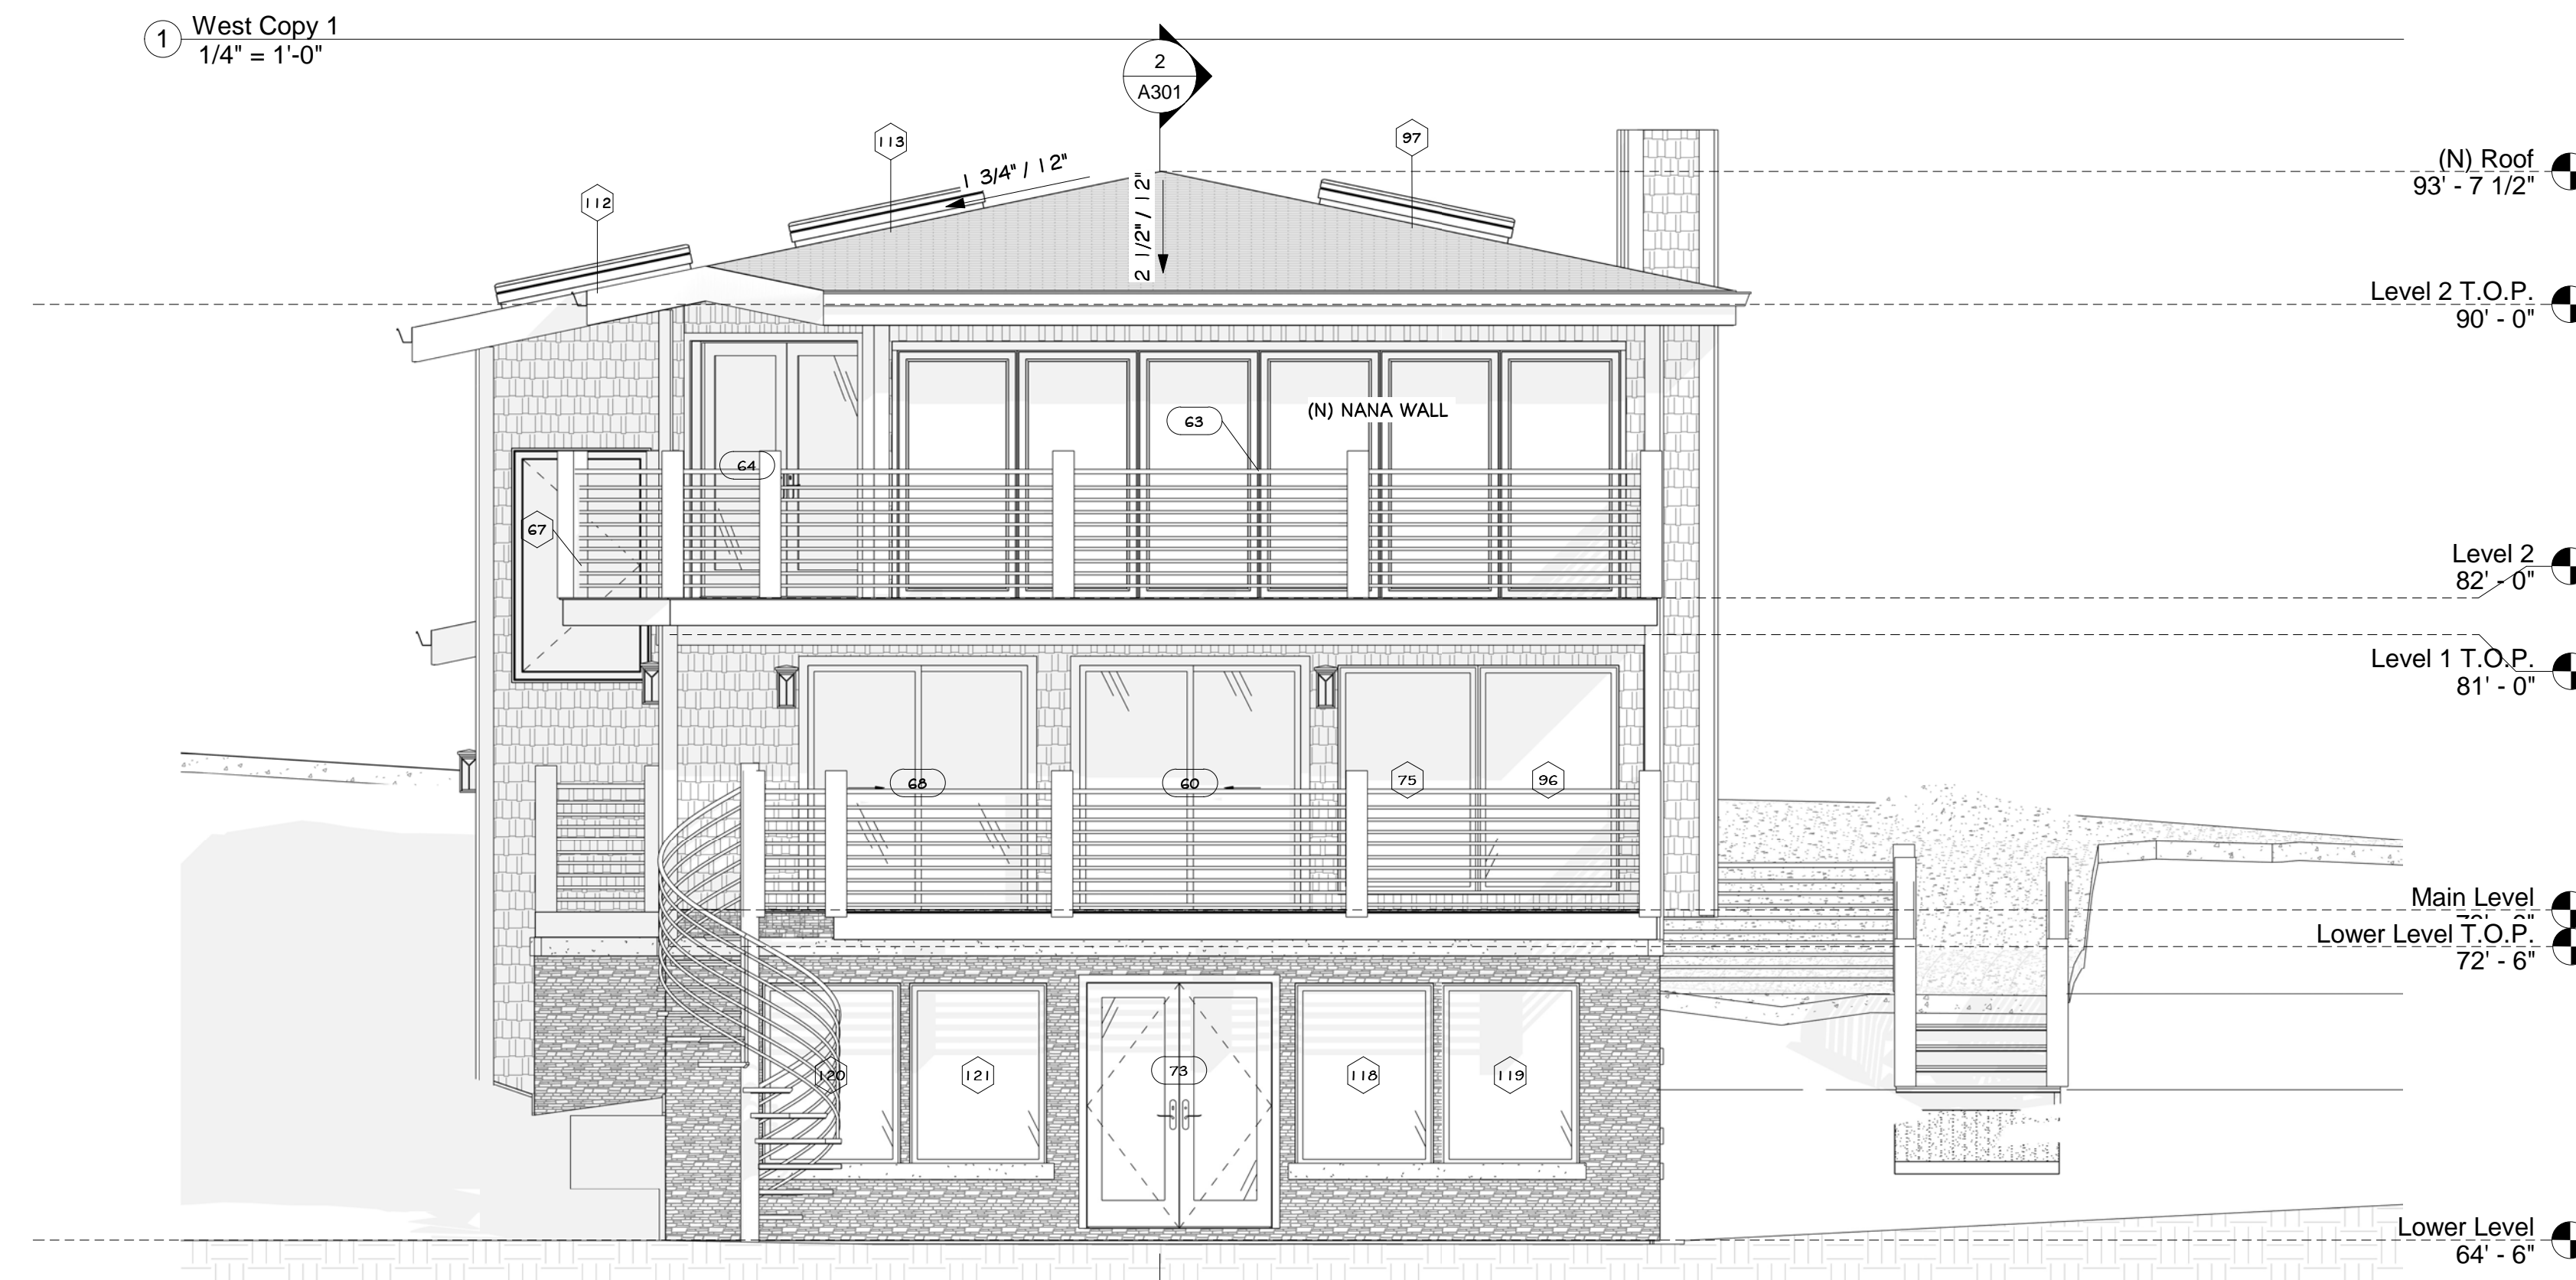 1
West Copy 1
1/4" = 1'-0"
2
A301
113
97
112
1 3/4" / 12"
2 1/2" / 12"
(N) Roof
93' - 7 1/2"
Level 2 T.O.P.
90' - 0"
(N) NANA WALL
63
64
67
Level 2
82' - 0"
Level 1 T.O.P.
81' - 0"
68
60
75
96
Main Level
Lower Level T.O.P.
72' - 6"
120
121
73
118
119
Lower Level
64' - 6"